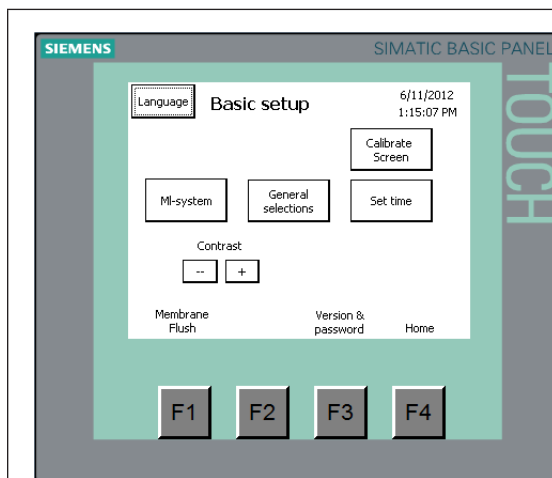 SIEMENS
SIMATIC BASIC PANEL
TOUCH
Language
Basic setup
6/11/2012
1:15:07 PM
Calibrate
Screen
MI-system
General
selections
Set time
Contrast
--
+
Membrane
Flush
Version &
password
Home
F1
F2
F3
F4